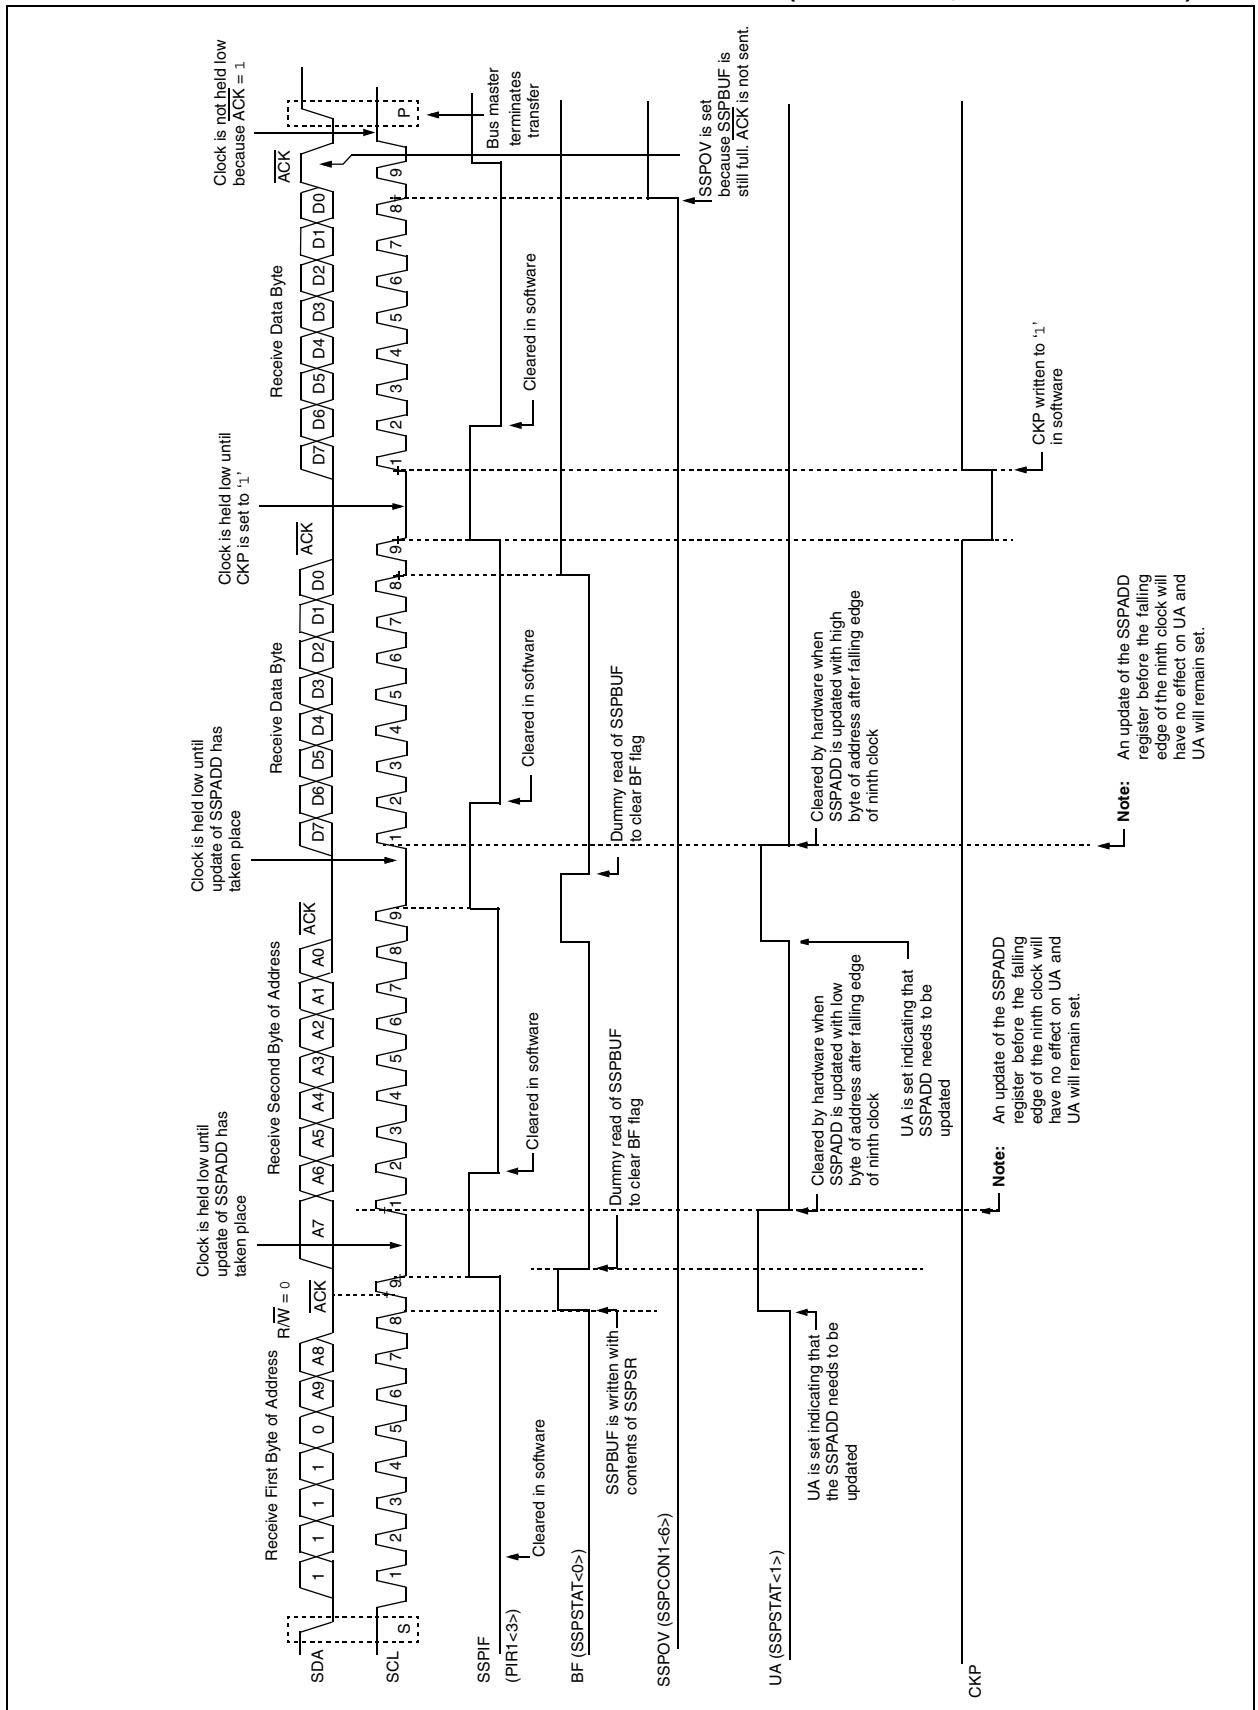 Clock is held low until
update of SSPADD has
taken place
Clock is held low until
update of SSPADD has
taken place
Clock is held low until
CKP is set to ‘1’
Clock is not held low
because ACK = 1
Receive First Byte of Address
R/W = 0
Receive Second Byte of Address
Receive Data Byte
Receive Data Byte
ACK
ACK
ACK
ACK
SDA
1 1 1 1 0 A9 A8
A7 A6 A5 A4 A3 A2 A1 A0
D7 D6 D5 D4 D3 D2 D1 D0
D7 D6 D5 D4 D3 D2 D1 D0
SCL
S
1 2 3 4 5 6 7 8 9
1 2 3 4 5 6 7 8 9
1 2 3 4 5 6 7 8 9
1 2 3 4 5 6 7 8 9
P
Bus master
terminates
transfer
SSPIF
(PIR1<3>)
Cleared in software
Cleared in software
Cleared in software
Cleared in software
BF (SSPSTAT<0>)
SSPBUF is written with
contents of SSPSR
Dummy read of SSPBUF
to clear BF flag
Dummy read of SSPBUF
to clear BF flag
SSPOV (SSPCON1<6>)
SSPOV is set
because SSPBUF is
still full. ACK is not sent.
UA (SSPSTAT<1>)
UA is set indicating that
the SSPADD needs to be
updated
Cleared by hardware when
SSPADD is updated with low
byte of address after falling edge
of ninth clock
UA is set indicating that
SSPADD needs to be
updated
Cleared by hardware when
SSPADD is updated with high
byte of address after falling edge
of ninth clock
CKP
CKP written to ‘1’
in software
Note: An update of the SSPADD
register before the falling
edge of the ninth clock will
have no effect on UA and
UA will remain set.
Note: An update of the SSPADD
register before the falling
edge of the ninth clock will
have no effect on UA and
UA will remain set.